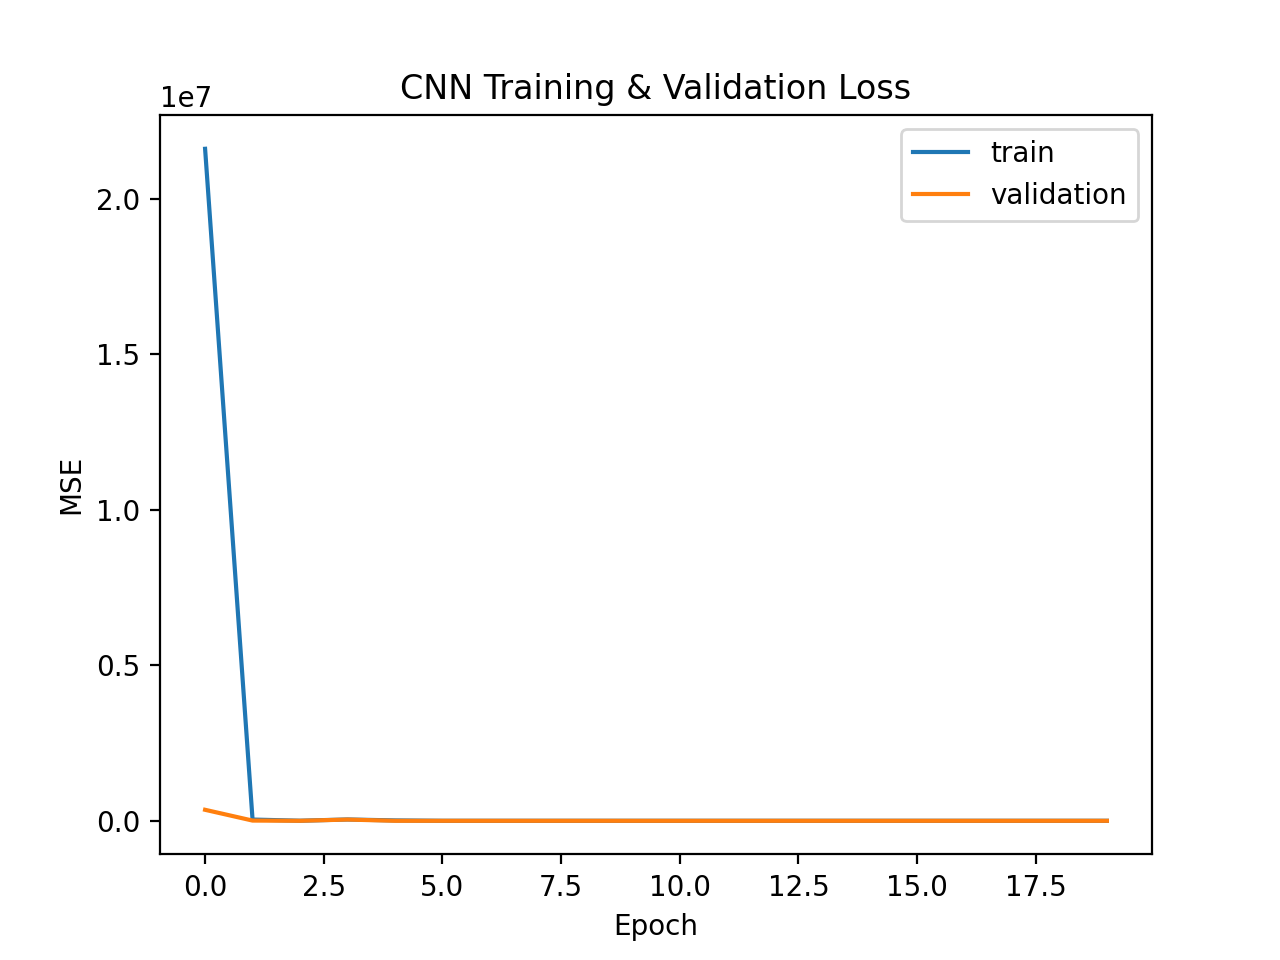 CNN Training & Validation Loss
1e7
train
validation
2.0
1.5
1.0
0.5
0.0
MSE
0.0 2.5 5.0 7.5 10.0 12.5 15.0 17.5
Epoch